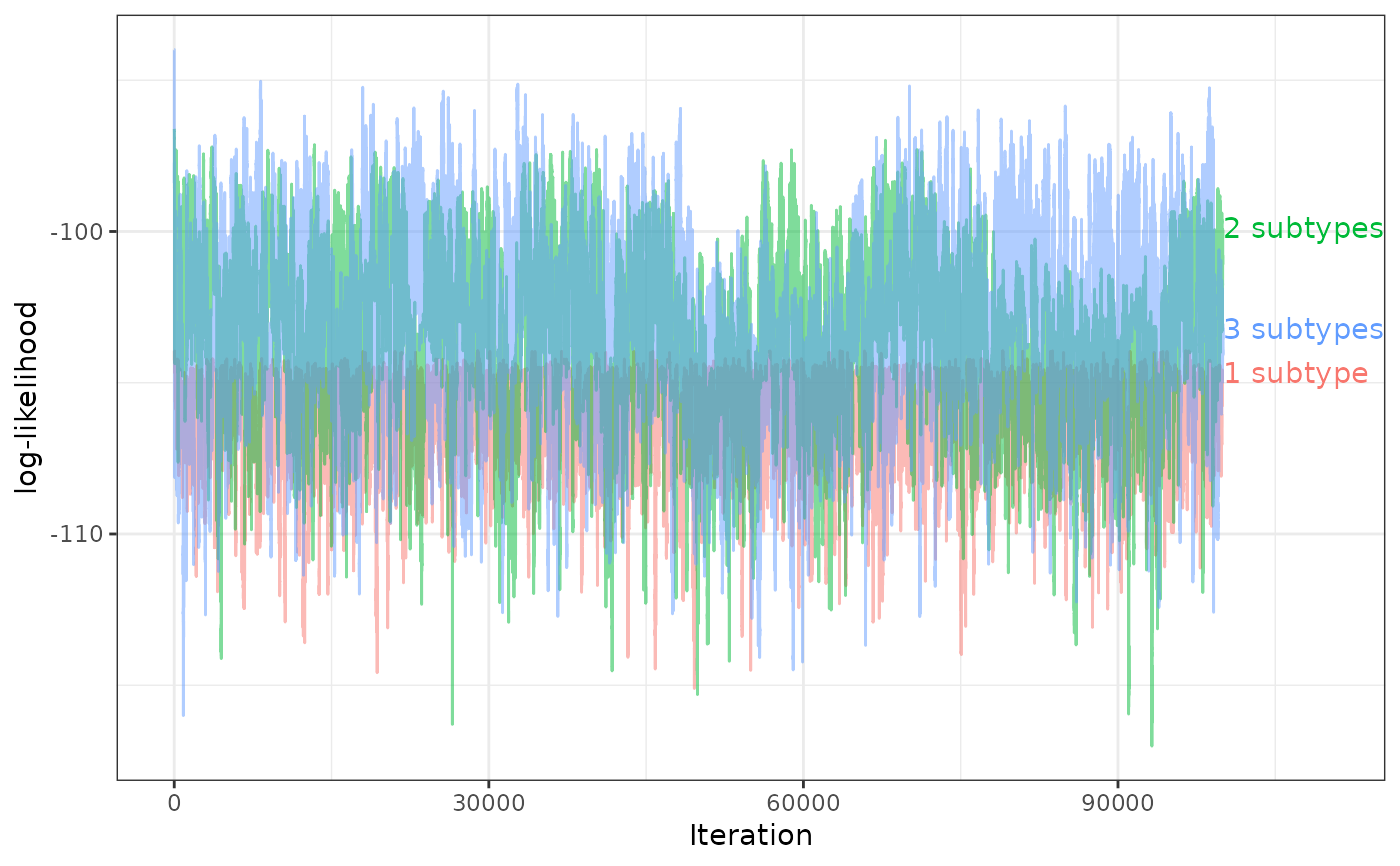 log-likelihood
-100
-110
2 subtypes
3 subtypes
1 subtype
0
30000
60000
90000
Iteration